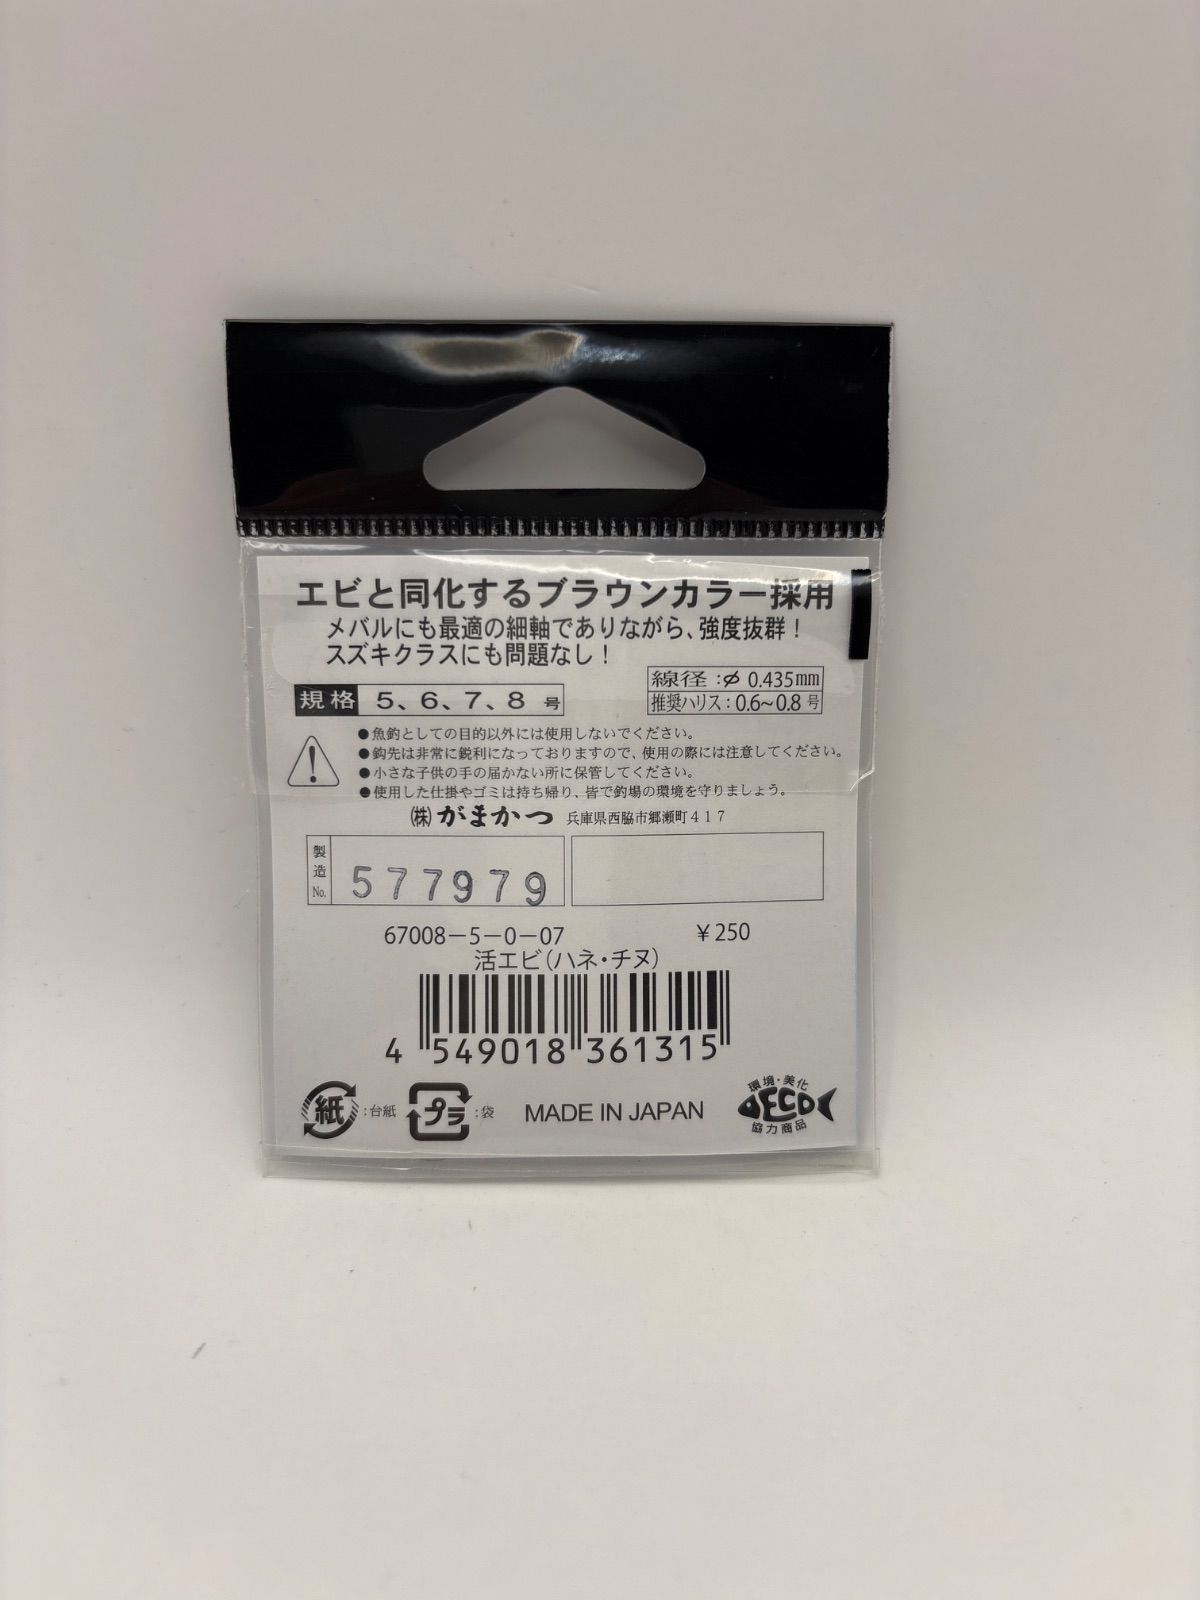 エビと同化するブラウンカラー採用
メバルにも最適の細軸でありながら、強度抜群！
スズキクラスにも問題なし！
規格 5、6、7、8 号
線径：φ 0.435mm
推奨ハリス：0.6〜0.8 号
●魚釣としての目的以外には使用しないでください。
●鈎先は非常に鋭利になっておりますので、使用の際には注意してください。
●小さな子供の手の届かない所に保管してください。
●使用した仕掛やゴミは持ち帰り、皆で釣場の環境を守りましょう。
㈱がまかつ 兵庫県西脇市郷瀬町417
製造No. 577979
67008−5−0−07 ￥250
活エビ（ハネ・チヌ）
4 549018 361315
紙 ：台紙 プラ ：袋 MADE IN JAPAN
環境・美化
ECO
協力商品